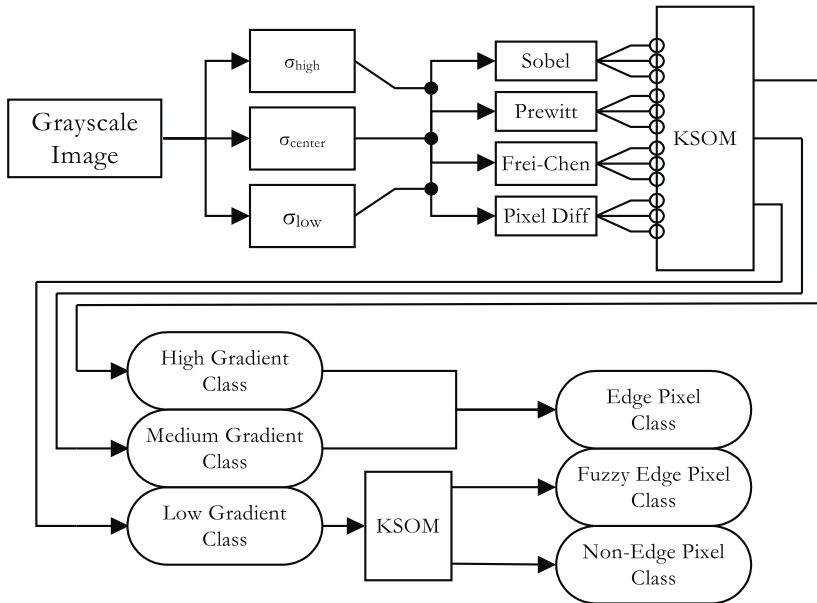 Grayscale
Image
σhigh
σcenter
σlow
Sobel
Prewitt
Frei-Chen
Pixel Diff
KSOM
High Gradient
Class
Medium Gradient
Class
Low Gradient
Class
KSOM
Edge Pixel
Class
Fuzzy Edge Pixel
Class
Non-Edge Pixel
Class